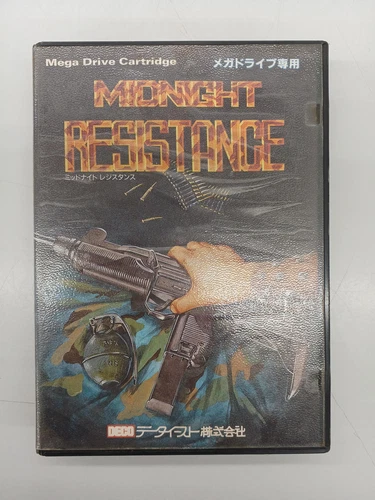 Mega Drive Cartridge メガドライブ専用
MIDNIGHT
RESISTANCE
ミッドナイト レジスタンス
DECO データイースト株式会社